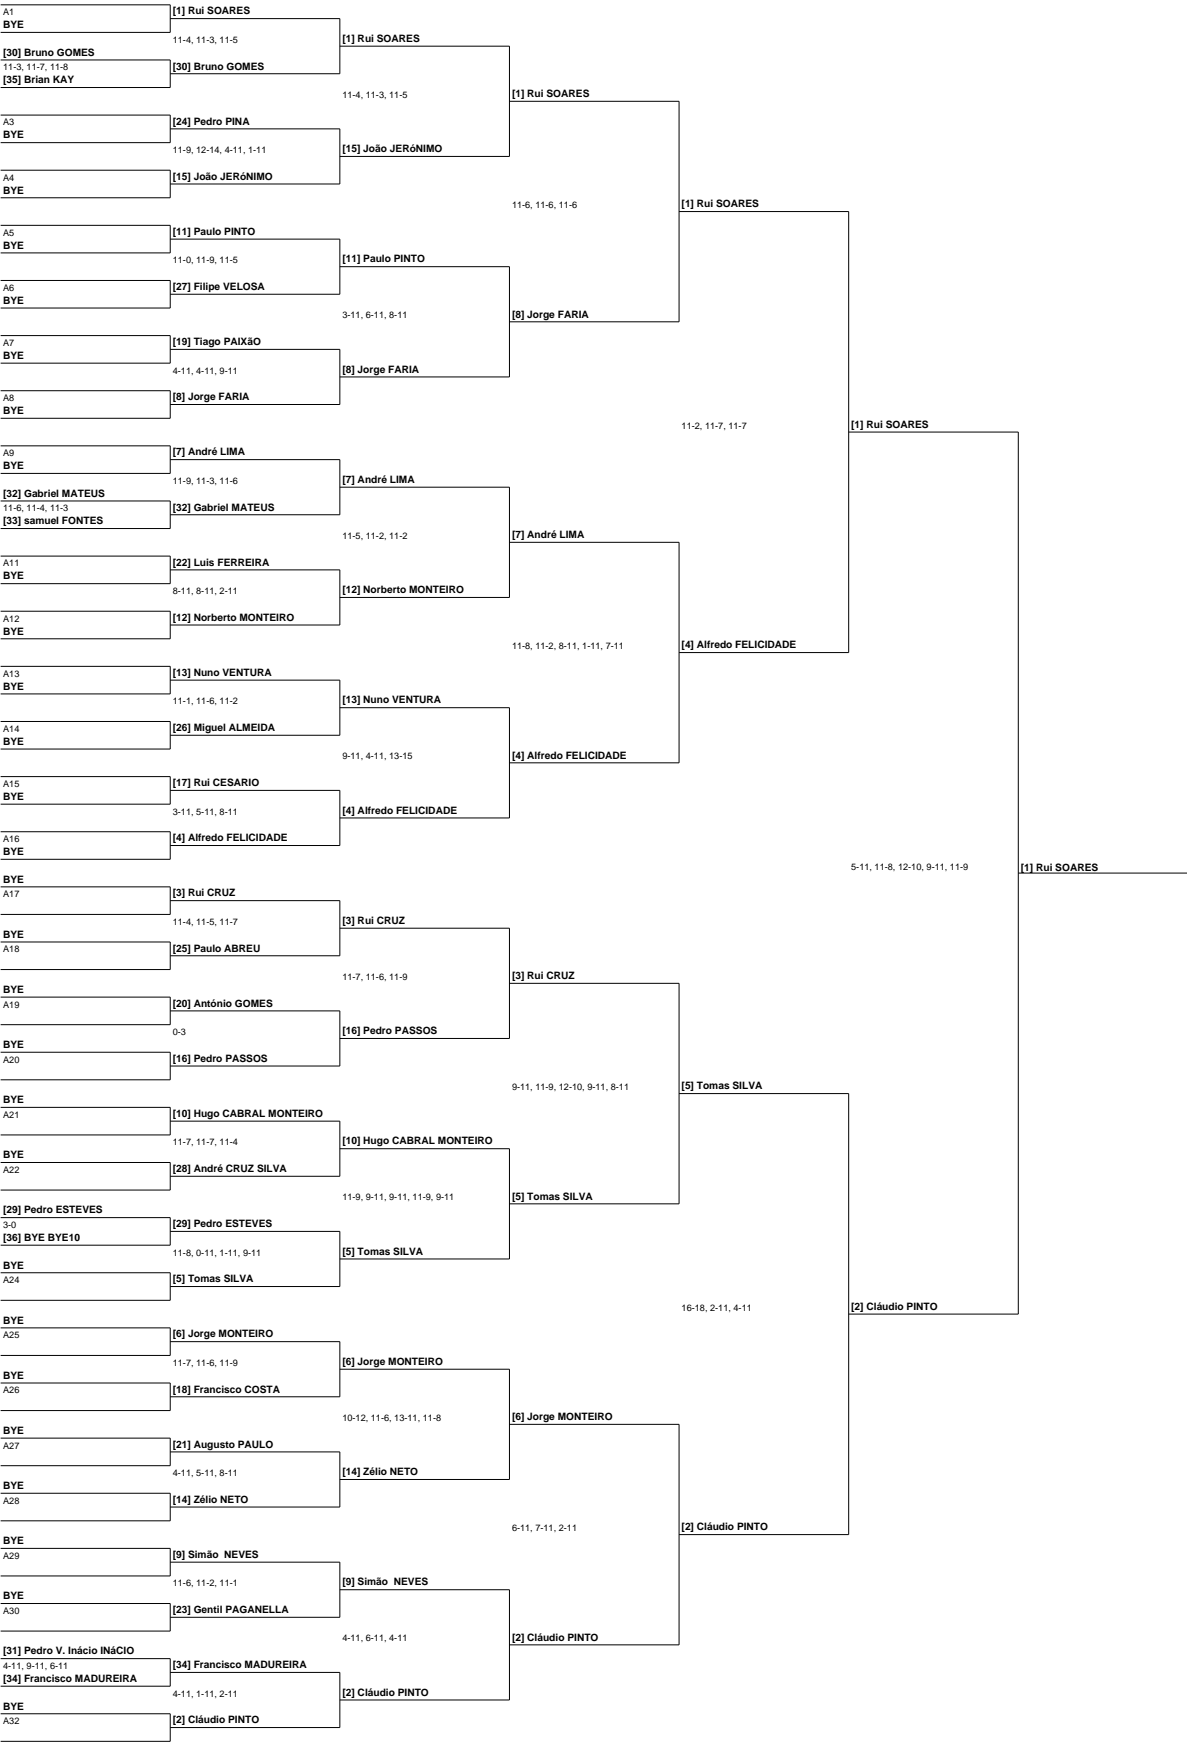 A1
BYE
[30] Bruno GOMES
11-3, 11-7, 11-8
[35] Brian KAY
A3
BYE
A4
BYE
A5
BYE
A6
BYE
A7
BYE
A8
BYE
A9
BYE
[32] Gabriel MATEUS
11-6, 11-4, 11-3
[33] samuel FONTES
A11
BYE
A12
BYE
A13
BYE
A14
BYE
A15
BYE
A16
BYE
BYE
A17
BYE
A18
BYE
A19
BYE
A20
BYE
A21
BYE
A22
[29] Pedro ESTEVES
3-0
[36] BYE BYE10
BYE
A24
BYE
A25
BYE
A26
BYE
A27
BYE
A28
BYE
A29
BYE
A30
[31] Pedro V. Inácio INáCIO
4-11, 9-11, 6-11
[34] Francisco MADUREIRA
BYE
A32
[1] Rui SOARES
11-4, 11-3, 11-5
[30] Bruno GOMES
[24] Pedro PINA
11-9, 12-14, 4-11, 1-11
[15] João JERóNIMO
[11] Paulo PINTO
11-0, 11-9, 11-5
[27] Filipe VELOSA
[19] Tiago PAIXãO
4-11, 4-11, 9-11
[8] Jorge FARIA
[7] André LIMA
11-9, 11-3, 11-6
[32] Gabriel MATEUS
[22] Luis FERREIRA
8-11, 8-11, 2-11
[12] Norberto MONTEIRO
[13] Nuno VENTURA
11-1, 11-6, 11-2
[26] Miguel ALMEIDA
[17] Rui CESARIO
3-11, 5-11, 8-11
[4] Alfredo FELICIDADE
[3] Rui CRUZ
11-4, 11-5, 11-7
[25] Paulo ABREU
[20] António GOMES
0-3
[16] Pedro PASSOS
[10] Hugo CABRAL MONTEIRO
11-7, 11-7, 11-4
[28] André CRUZ SILVA
[29] Pedro ESTEVES
11-8, 0-11, 1-11, 9-11
[5] Tomas SILVA
[6] Jorge MONTEIRO
11-7, 11-6, 11-9
[18] Francisco COSTA
[21] Augusto PAULO
4-11, 5-11, 8-11
[14] Zélio NETO
[9] Simão  NEVES
11-6, 11-2, 11-1
[23] Gentil PAGANELLA
[34] Francisco MADUREIRA
4-11, 1-11, 2-11
[2] Cláudio PINTO
[1] Rui SOARES
11-4, 11-3, 11-5
[15] João JERóNIMO
[11] Paulo PINTO
3-11, 6-11, 8-11
[8] Jorge FARIA
[7] André LIMA
11-5, 11-2, 11-2
[12] Norberto MONTEIRO
[13] Nuno VENTURA
9-11, 4-11, 13-15
[4] Alfredo FELICIDADE
[3] Rui CRUZ
11-7, 11-6, 11-9
[16] Pedro PASSOS
[10] Hugo CABRAL MONTEIRO
11-9, 9-11, 9-11, 11-9, 9-11
[5] Tomas SILVA
[6] Jorge MONTEIRO
10-12, 11-6, 13-11, 11-8
[14] Zélio NETO
[9] Simão  NEVES
4-11, 6-11, 4-11
[2] Cláudio PINTO
[1] Rui SOARES
11-6, 11-6, 11-6
[8] Jorge FARIA
[7] André LIMA
11-8, 11-2, 8-11, 1-11, 7-11
[4] Alfredo FELICIDADE
[3] Rui CRUZ
9-11, 11-9, 12-10, 9-11, 8-11
[5] Tomas SILVA
[6] Jorge MONTEIRO
6-11, 7-11, 2-11
[2] Cláudio PINTO
[1] Rui SOARES
11-2, 11-7, 11-7
[4] Alfredo FELICIDADE
[5] Tomas SILVA
16-18, 2-11, 4-11
[2] Cláudio PINTO
[1] Rui SOARES
5-11, 11-8, 12-10, 9-11, 11-9
[2] Cláudio PINTO
[1] Rui SOARES